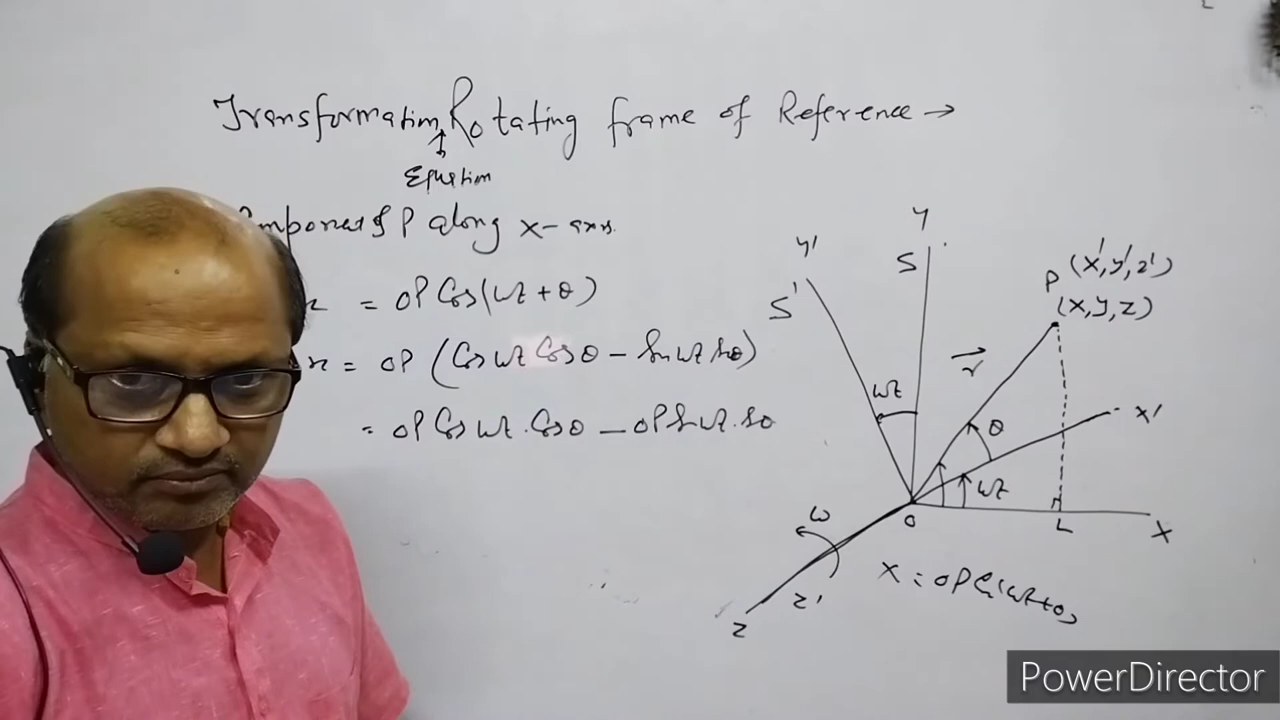 Transformation Rotating frame of Reference →
Equation
Component of P along x-axis.
x = OP Cos(ωt + θ)
x = OP (Cos ωt Cos θ - Sin ωt Sin θ)
= OP Cos ωt . Cos θ - OP Sin ωt . Sin θ
Y
Y'
S
S'
P (x', y', z')
(x, y, z)
r
ωt
θ
X'
ωt
O
L
X
ω
Z'
Z
X = OP Cos(ωt + θ)
PowerDirector